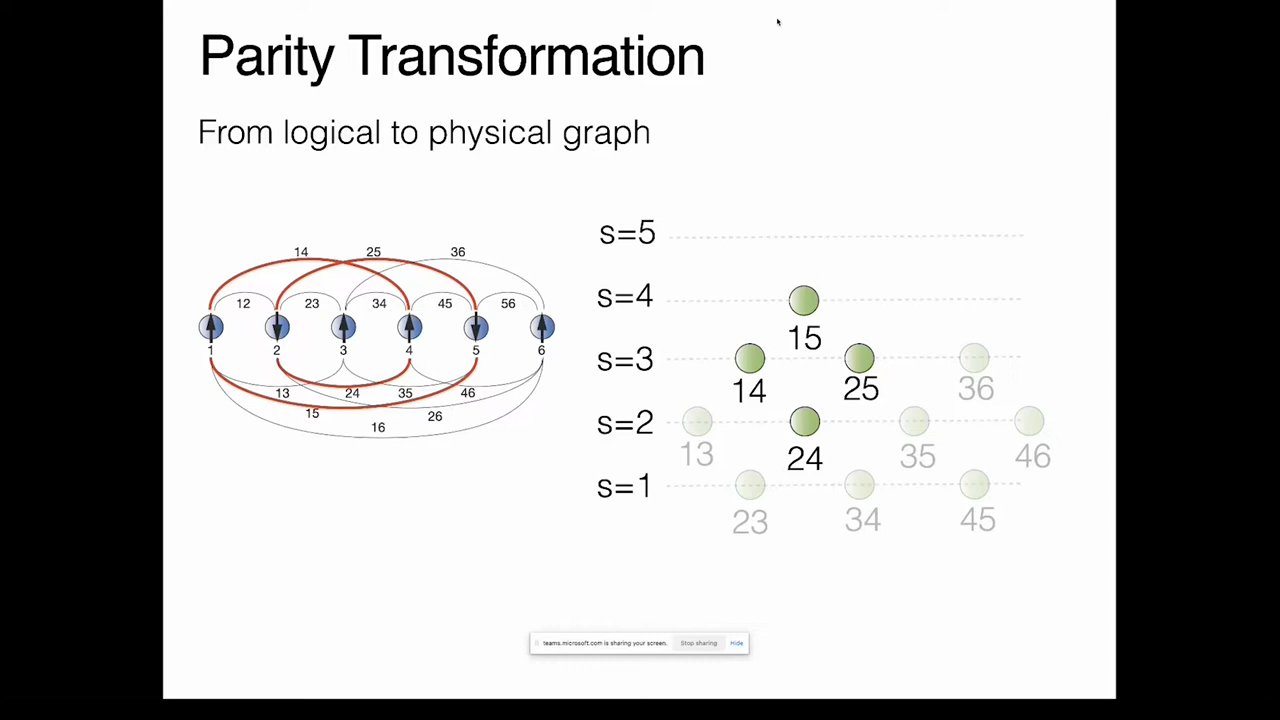 Parity Transformation
From logical to physical graph
14 25 36
12 23 34 45 56
1 2 3 4 5 6
13 24 35 46
15 26
16
s=5
s=4
15
s=3
14 25 36
s=2
13 24 35 46
s=1
23 34 45
teams.microsoft.com is sharing your screen. Stop sharing Hide